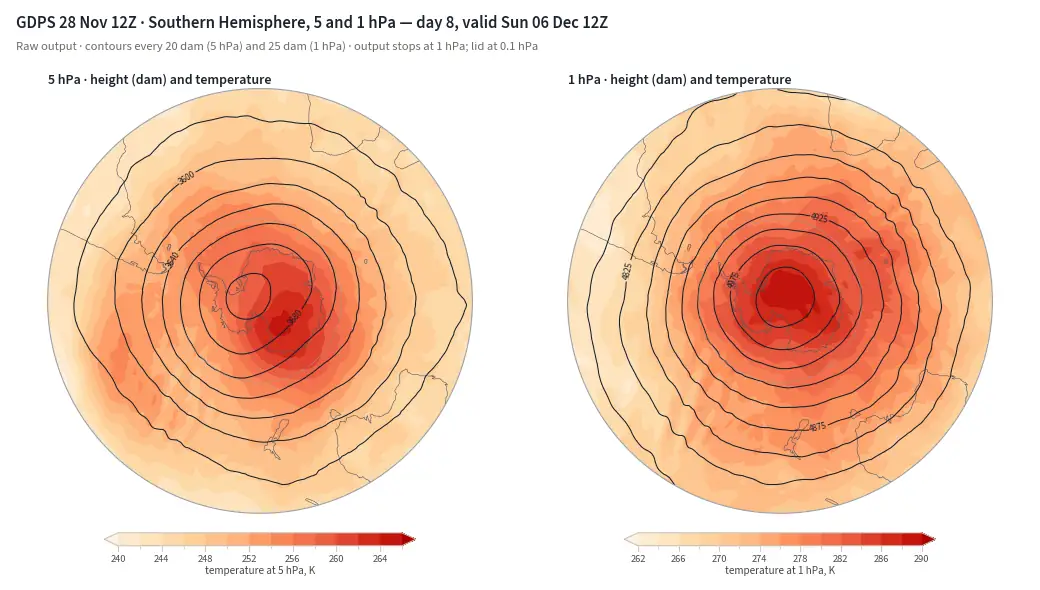 GDPS 28 Nov 12Z · Southern Hemisphere, 5 and 1 hPa — day 8, valid Sun 06 Dec 12Z
Raw output · contours every 20 dam (5 hPa) and 25 dam (1 hPa) · output stops at 1 hPa; lid at 0.1 hPa
5 hPa · height (dam) and temperature
1 hPa · height (dam) and temperature
3600
3640
3680
4925
4825
4975
4875
240 244 248 252 256 260 264
temperature at 5 hPa, K
262 266 270 274 278 282 286 290
temperature at 1 hPa, K